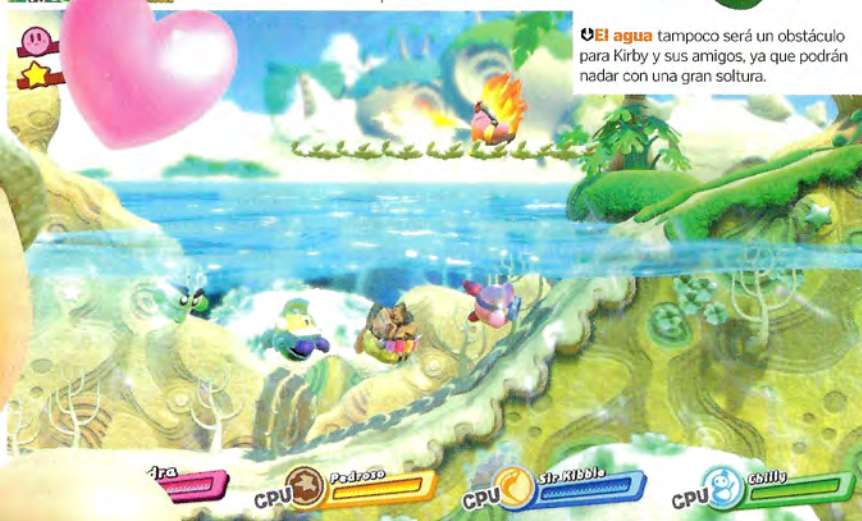 El agua tampoco será un obstáculo
para Kirby y sus amigos, ya que podrán
nadar con una gran soltura.
dra
CPU Pedroso
CPU Sir Kibble
CPU Chilly